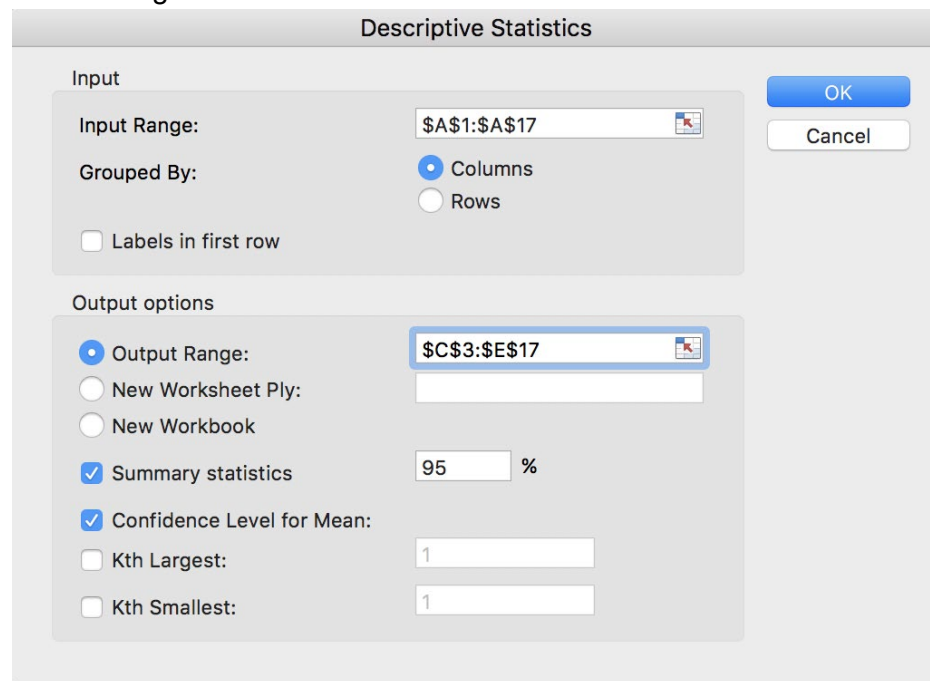 Descriptive Statistics
Input
OK
Input Range: $A$1:$A$17
Cancel
Grouped By: Columns
Rows
Labels in first row
Output options
Output Range: $C$3:$E$17
New Worksheet Ply:
New Workbook
Summary statistics 95 %
Confidence Level for Mean:
Kth Largest: 1
Kth Smallest: 1